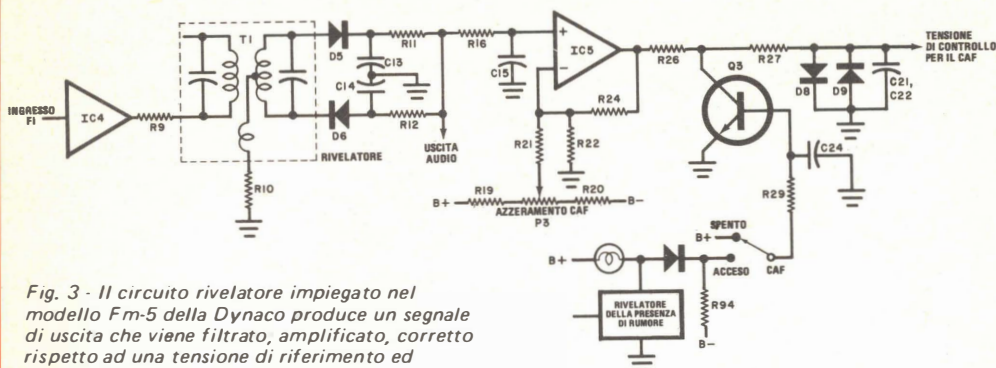 T1
D5
R11
R16
IC5
+
−
R26
R27
TENSIONE
DI CONTROLLO
PER IL CAF
C13
C14
C15
Q3
D8
D9
C21,
C22
INGRESSO
FI
IC4
R9
D6
R12
R24
RIVELATORE
USCITA
AUDIO
R21
R22
C24
R10
R19
R20
B+
B−
AZZERAMENTO CAF
P3
R29
SPENTO
B+
B+
ACCESO
CAF
RIVELATORE
DELLA PRESENZA
DI RUMORE
R94
B−
Fig. 3 - Il circuito rivelatore impiegato nel
modello Fm-5 della Dynaco produce un segnale
di uscita che viene filtrato, amplificato, corretto
rispetto ad una tensione di riferimento ed